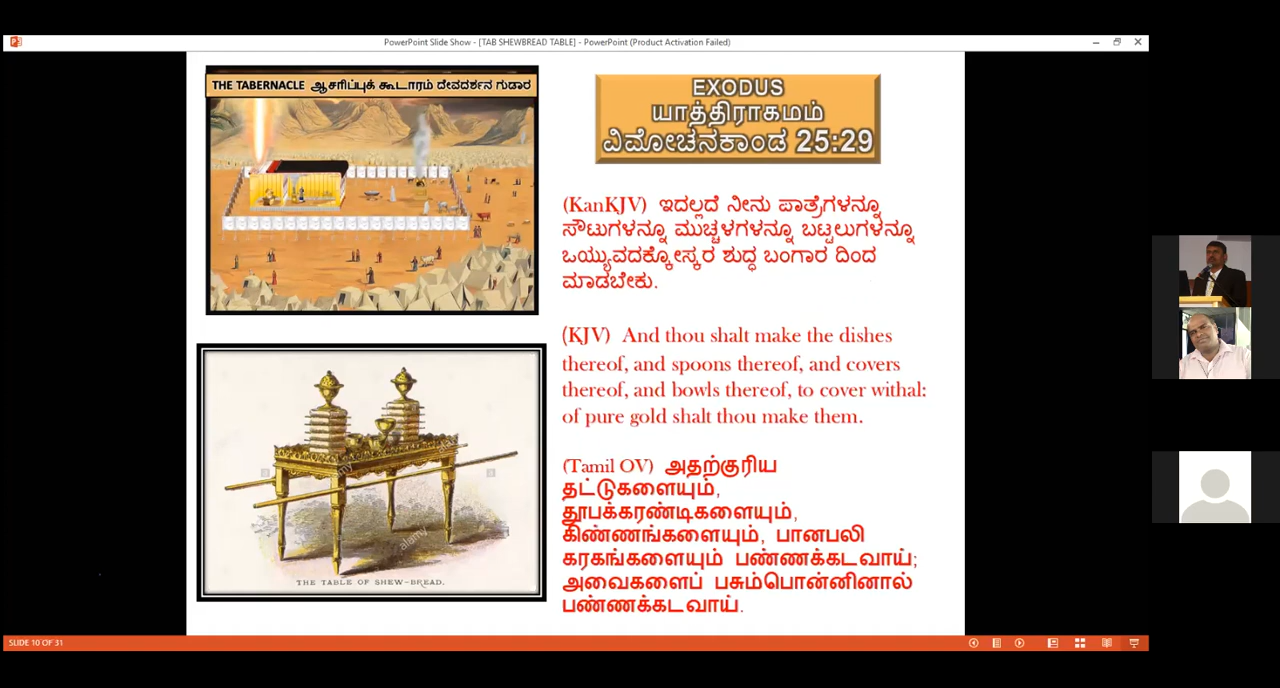 PowerPoint Slide Show - [TAB SHEWBREAD TABLE] - PowerPoint (Product Activation Failed)
THE TABERNACLE ஆசரிப்புக் கூடாரம் ದೇವದರ್ಶನ ಗುಡಾರ
THE TABLE OF SHEW-BREAD.
alamy
alamy
alamy
a
a
EXODUS
யாத்திராகமம்
ವಿಮೋಚನಕಾಂಡ 25:29
(KanKJV) ಇದಲ್ಲದೆ ನೀನು ಪಾತ್ರೆಗಳನ್ನೂ
ಸೌಟುಗಳನ್ನೂ ಮುಚ್ಚಳಗಳನ್ನೂ ಬಟ್ಟಲುಗಳನ್ನೂ
ಒಯ್ಯುವದಕ್ಕೋಸ್ಕರ ಶುದ್ಧ ಬಂಗಾರ ದಿಂದ
ಮಾಡಬೇಕು.
(KJV) And thou shalt make the dishes
thereof, and spoons thereof, and covers
thereof, and bowls thereof, to cover withal:
of pure gold shalt thou make them.
(Tamil OV) அதற்குரிய
தட்டுகளையும்,
தூபக்கரண்டிகளையும்,
கிண்ணங்களையும், பானபலி
கரகங்களையும் பண்ணக்கடவாய்;
அவைகளைப் பசும்பொன்னினால்
பண்ணக்கடவாய்.
SLIDE 10 OF 31